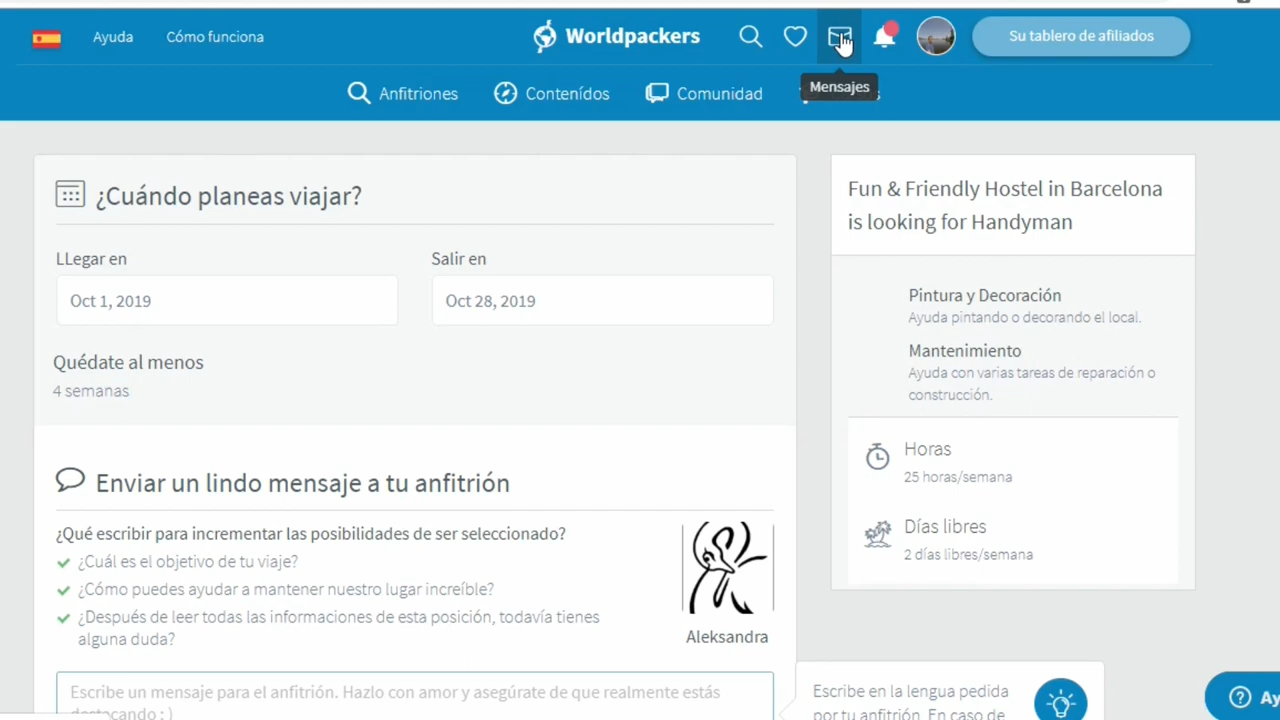 Ayuda
Cómo funciona
Worldpackers
Su tablero de afiliados
Mensajes
Anfitriones
Contenídos
Comunidad
¿Cuándo planeas viajar?
LLegar en
Salir en
Oct 1, 2019
Oct 28, 2019
Quédate al menos
4 semanas
Enviar un lindo mensaje a tu anfitrión
¿Qué escribir para incrementar las posibilidades de ser seleccionado?
¿Cuál es el objetivo de tu viaje?
¿Cómo puedes ayudar a mantener nuestro lugar increíble?
¿Después de leer todas las informaciones de esta posición, todavía tienes
alguna duda?
Aleksandra
Escribe un mensaje para el anfitrión. Hazlo con amor y asegúrate de que realmente estás
destacando : )
Fun & Friendly Hostel in Barcelona
is looking for Handyman
Pintura y Decoración
Ayuda pintando o decorando el local.
Mantenimiento
Ayuda con varias tareas de reparación o
construcción.
Horas
25 horas/semana
Días libres
2 días libres/semana
Escribe en la lengua pedida
por tu anfitrión. En caso de
Ay